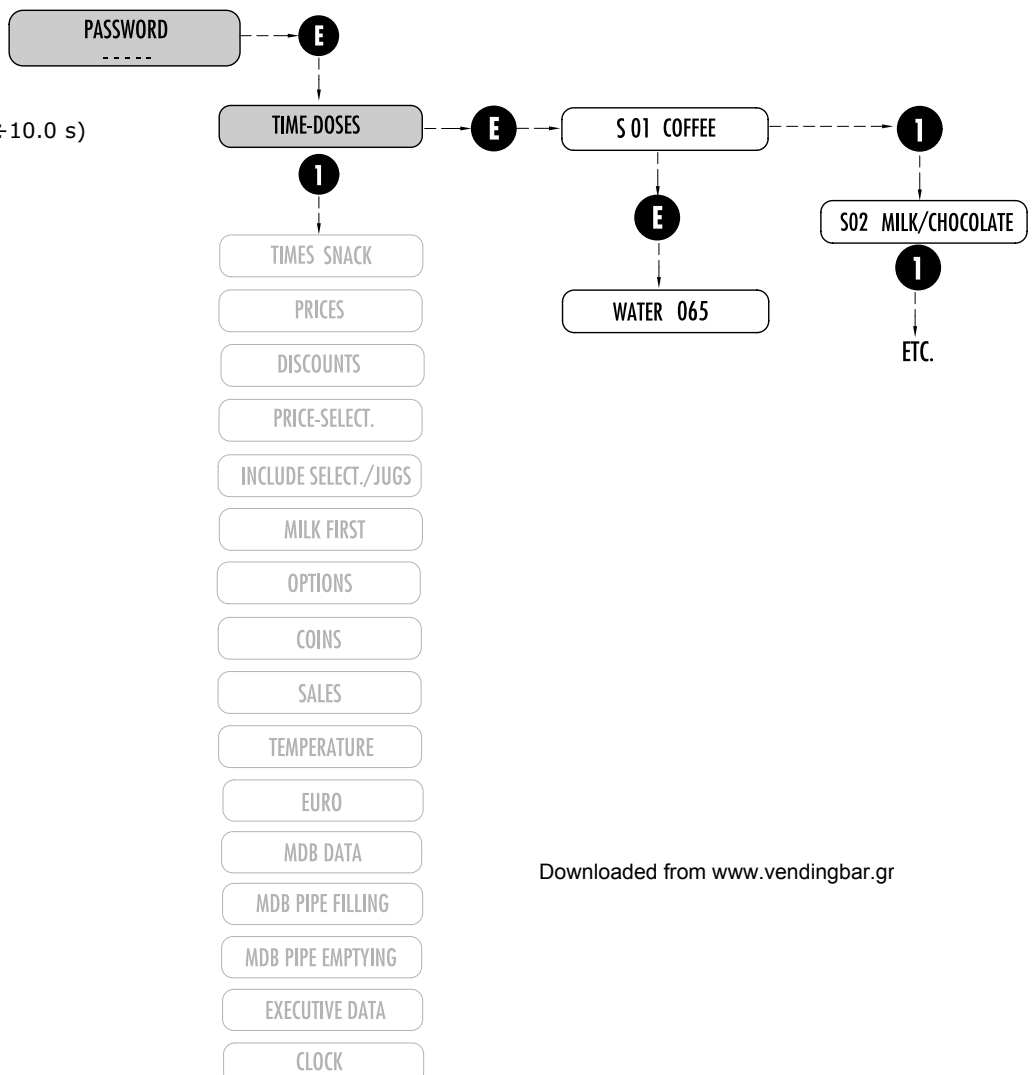 PASSWORD
- - - - -
E
÷10.0 s)
TIME-DOSES
E
S 01 COFFEE
1
1
E
S02 MILK/CHOCOLATE
TIMES SNACK
1
PRICES
WATER 065
ETC.
DISCOUNTS
PRICE-SELECT.
INCLUDE SELECT./JUGS
MILK FIRST
OPTIONS
COINS
SALES
TEMPERATURE
EURO
MDB DATA
Downloaded from www.vendingbar.gr
MDB PIPE FILLING
MDB PIPE EMPTYING
EXECUTIVE DATA
CLOCK